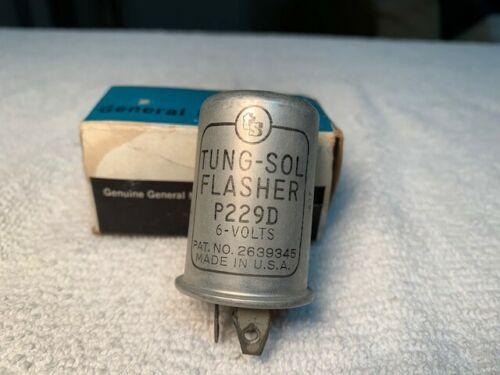 General
Genuine General
ts
TUNG-SOL
FLASHER
P229D
6-VOLTS
PAT. NO. 2639345
MADE IN U.S.A.